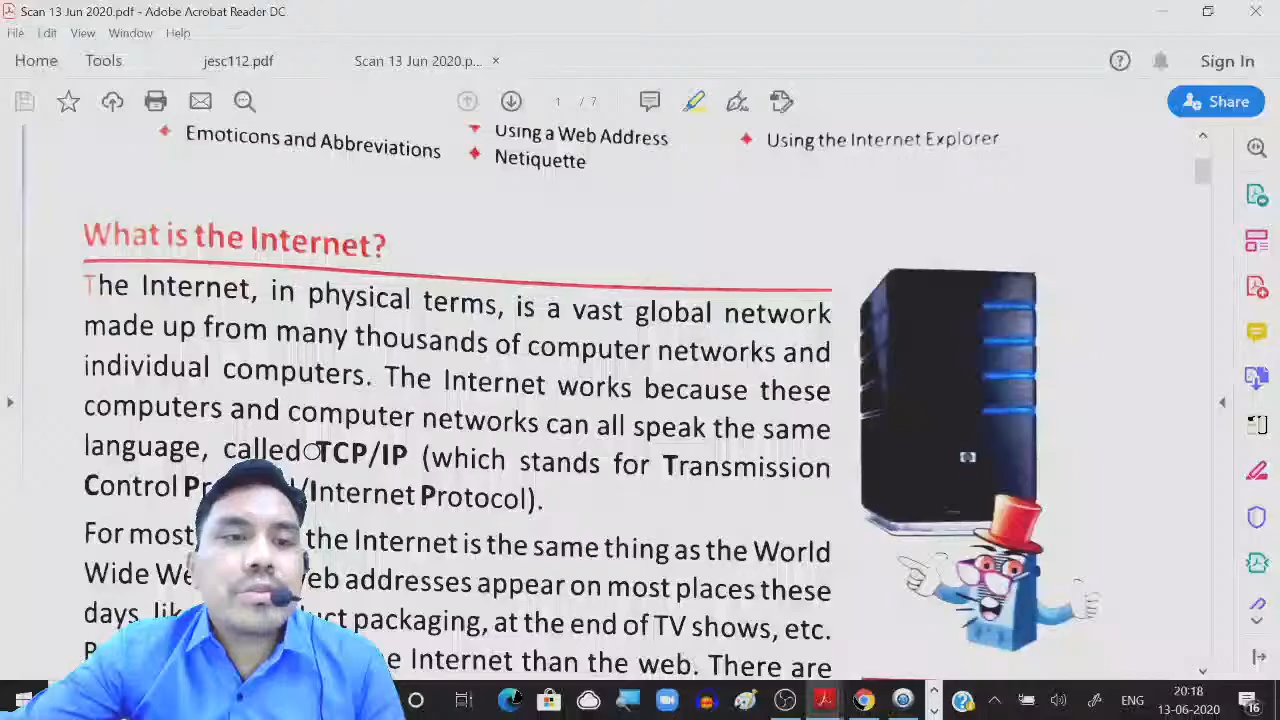 Scan 13 Jun 2020.pdf - Adobe Acrobat Reader DC
File Edit View Window Help
Home Tools jesc112.pdf Scan 13 Jun 2020.p... × Sign In
1 / 7 Share
Emoticons and Abbreviations
Using a Web Address
Netiquette
Using the Internet Explorer
What is the Internet?
The Internet, in physical terms, is a vast global network
made up from many thousands of computer networks and
individual computers. The Internet works because these
computers and computer networks can all speak the same
language, called TCP/IP (which stands for Transmission
Control Pr /Internet Protocol).
For most the Internet is the same thing as the World
Wide We eb addresses appear on most places these
days, lik uct packaging, at the end of TV shows, etc.
e Internet than the web. There are
hp
ENG
20:18
13-06-2020
16